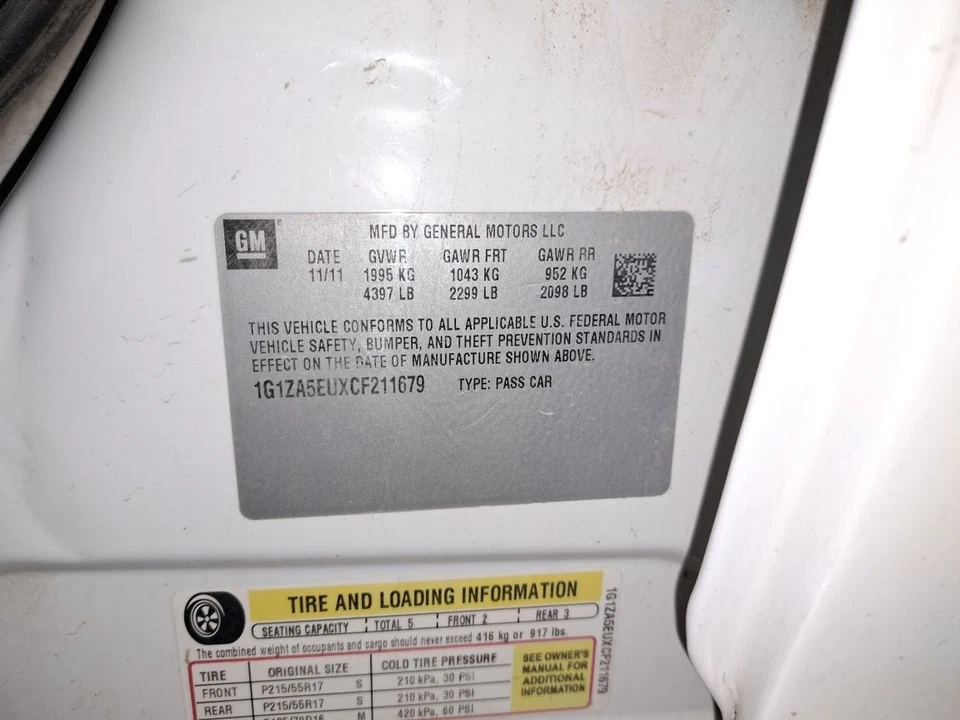 GM
MFD BY GENERAL MOTORS LLC
DATE GVWR GAWR FRT GAWR RR
11/11 1995 KG 1043 KG 952 KG
4397 LB 2299 LB 2098 LB
THIS VEHICLE CONFORMS TO ALL APPLICABLE U.S. FEDERAL MOTOR
VEHICLE SAFETY, BUMPER, AND THEFT PREVENTION STANDARDS IN
EFFECT ON THE DATE OF MANUFACTURE SHOWN ABOVE.
1G1ZA5EUXCF211679 TYPE: PASS CAR
TIRE AND LOADING INFORMATION
SEATING CAPACITY TOTAL 5 FRONT 2 REAR 3
The combined weight of occupants and cargo should never exceed 416 kg or 917 lbs.
TIRE ORIGINAL SIZE COLD TIRE PRESSURE
FRONT P215/55R17 S 210 kPa, 30 PSI
REAR P215/55R17 S 210 kPa, 30 PSI
M 420 kPa, 60 PSI
SEE OWNER'S
MANUAL FOR
ADDITIONAL
INFORMATION
1G1ZA5EUXCF211679